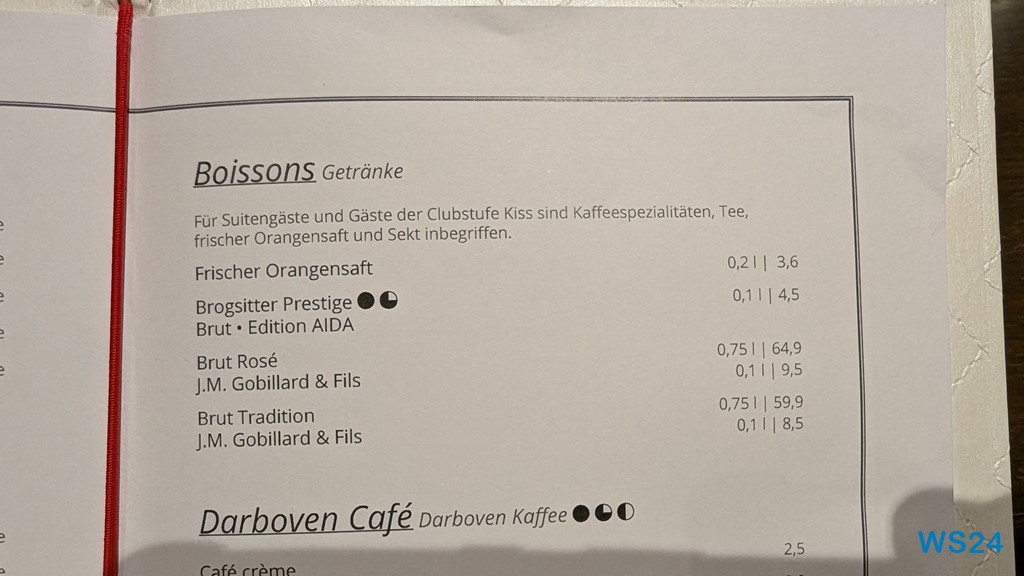 Boissons Getränke
Für Suitengäste und Gäste der Clubstufe Kiss sind Kaffeespezialitäten, Tee,
frischer Orangensaft und Sekt inbegriffen.
Frischer Orangensaft 0,2 l | 3,6
Brogsitter Prestige 0,1 l | 4,5
Brut • Edition AIDA
Brut Rosé 0,75 l | 64,9
J.M. Gobillard & Fils 0,1 l | 9,5
Brut Tradition 0,75 l | 59,9
J.M. Gobillard & Fils 0,1 l | 8,5
Darboven Café Darboven Kaffee
Café crème 2,5
WS24